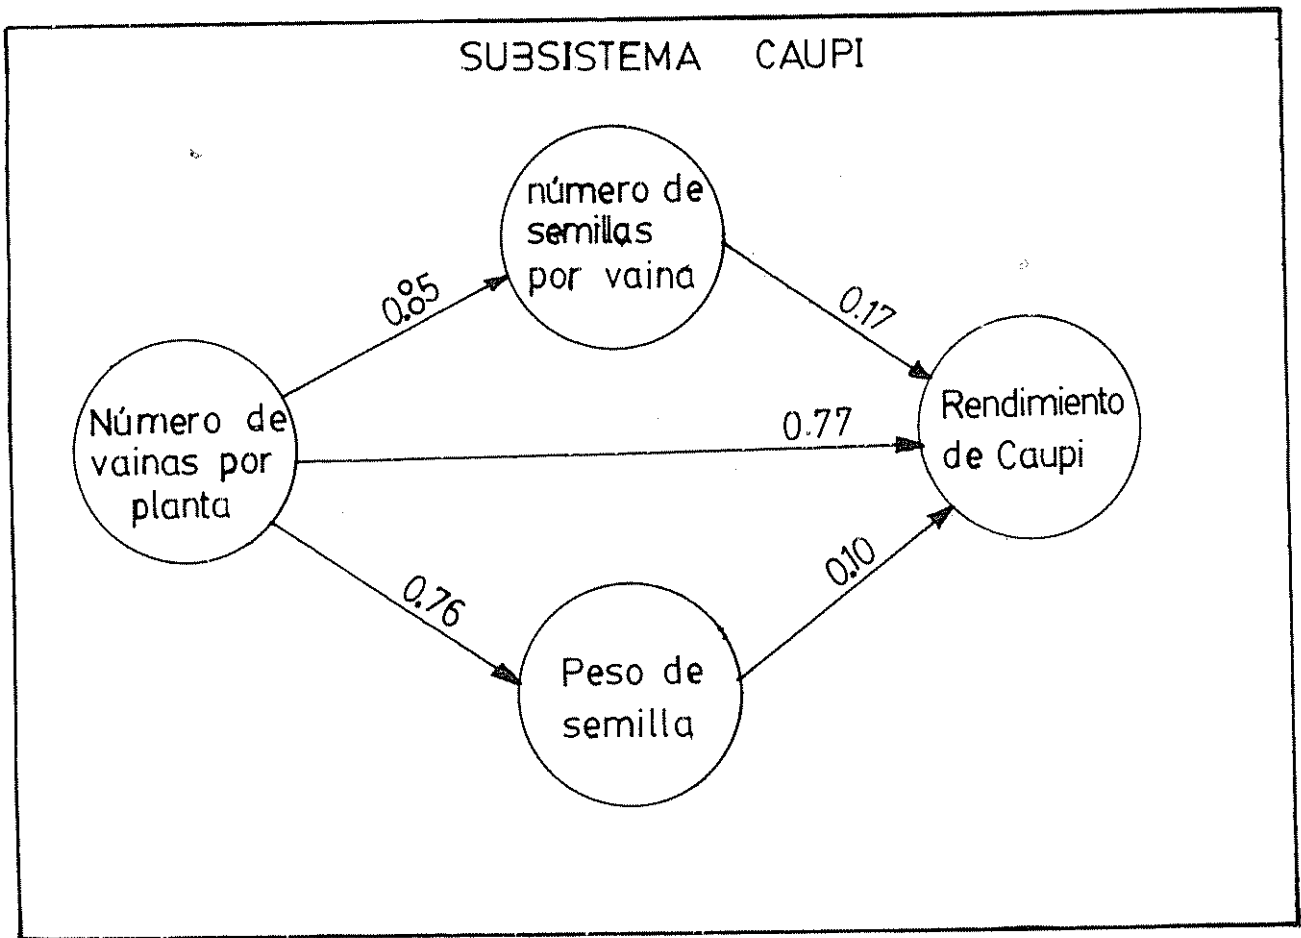 SUBSISTEMA CAUPI
número de
semillas
por vaina
0.85
0.17
Número de
vainas por
planta
0.77
Rendimiento
de Caupi
0.76
0.10
Peso de
semilla